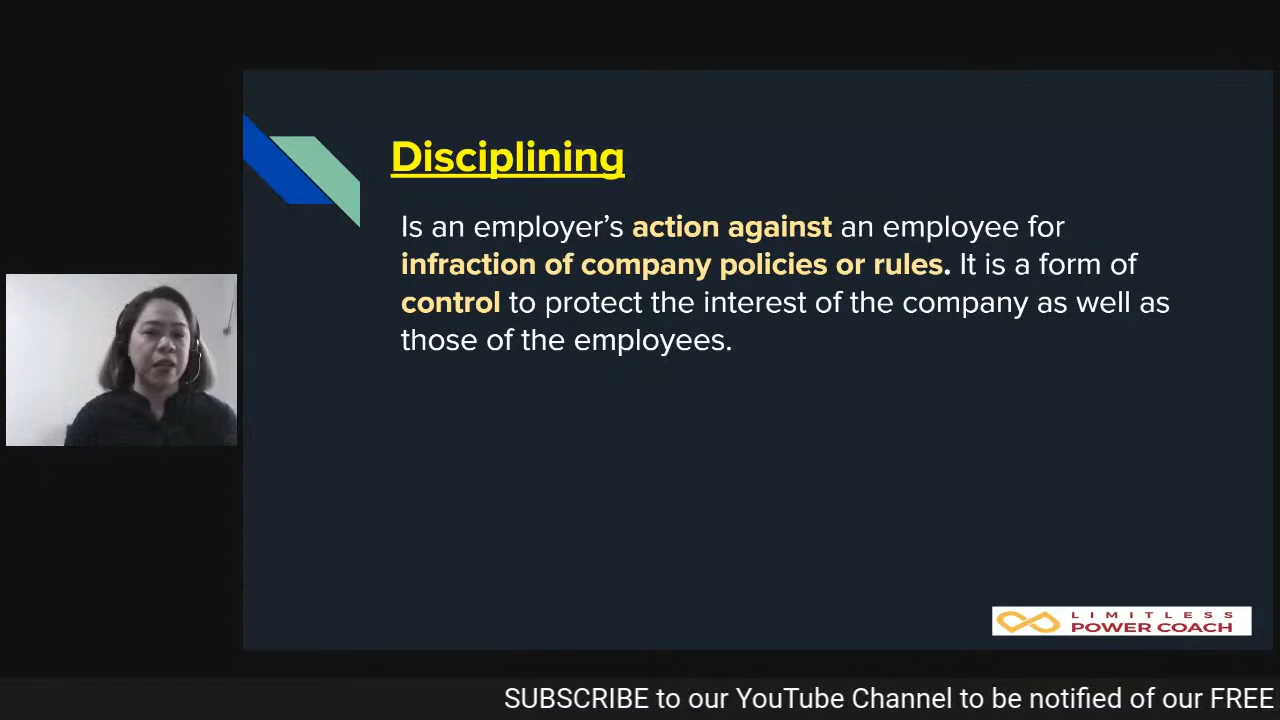 Disciplining
Is an employer’s action against an employee for
infraction of company policies or rules. It is a form of
control to protect the interest of the company as well as
those of the employees.
LIMITLESS
POWER COACH
SUBSCRIBE to our YouTube Channel to be notified of our FREE